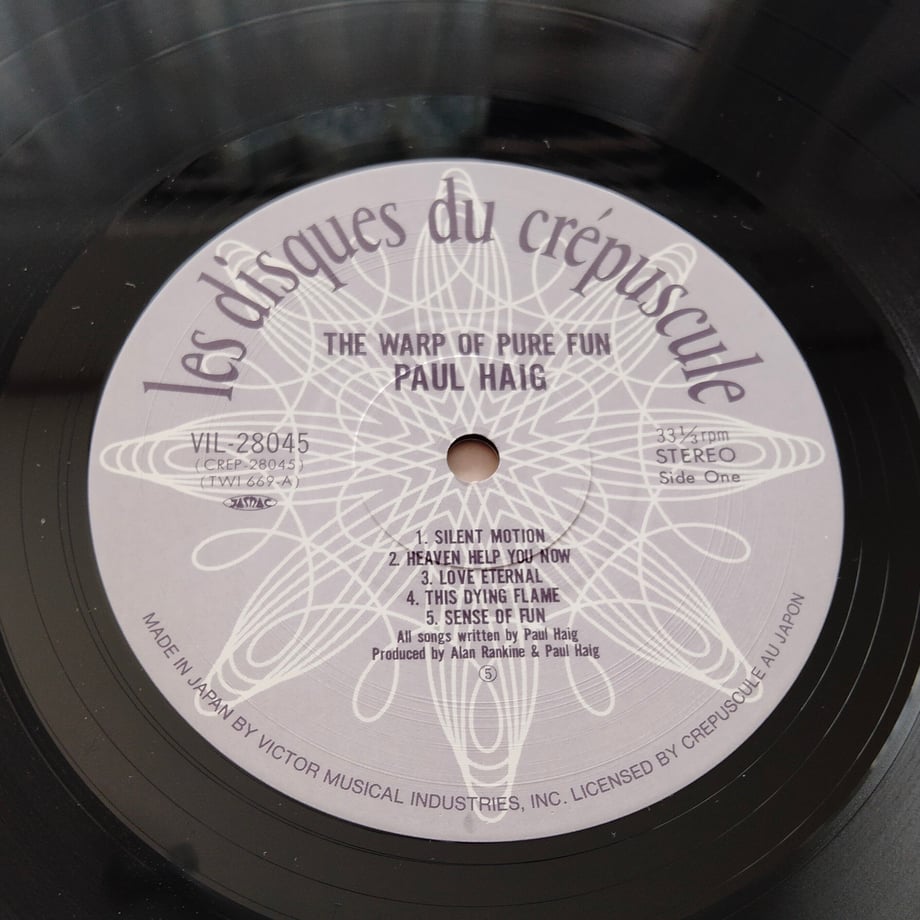 les disques du crépuscule
THE WARP OF PURE FUN
PAUL HAIG
VIL-28045
(CREP-28045)
(TWI 669-A)
JASRAC
33⅓rpm
STEREO
Side One
1. SILENT MOTION
2. HEAVEN HELP YOU NOW
3. LOVE ETERNAL
4. THIS DYING FLAME
5. SENSE OF FUN
All songs written by Paul Haig
Produced by Alan Rankine & Paul Haig
⑤
MADE IN JAPAN BY VICTOR MUSICAL INDUSTRIES, INC. LICENSED BY CREPUSCULE AU JAPON